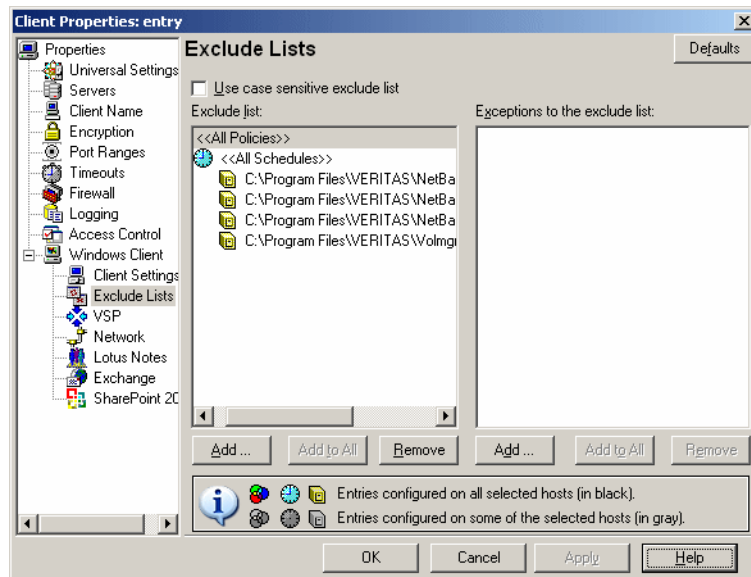 Client Properties: entry
Properties
Universal Settings
Servers
Client Name
Encryption
Port Ranges
Timeouts
Firewall
Logging
Access Control
Windows Client
Client Settings
Exclude Lists
VSP
Network
Lotus Notes
Exchange
SharePoint 20
Exclude Lists
Defaults
Use case sensitive exclude list
Exclude list:
<<All Policies>>
<<All Schedules>>
C:\Program Files\VERITAS\NetBa
C:\Program Files\VERITAS\NetBa
C:\Program Files\VERITAS\NetBa
C:\Program Files\VERITAS\Volmgr
Add ...
Add to All
Remove
Exceptions to the exclude list:
Add ...
Add to All
Remove
Entries configured on all selected hosts (in black).
Entries configured on some of the selected hosts (in gray).
OK
Cancel
Apply
Help